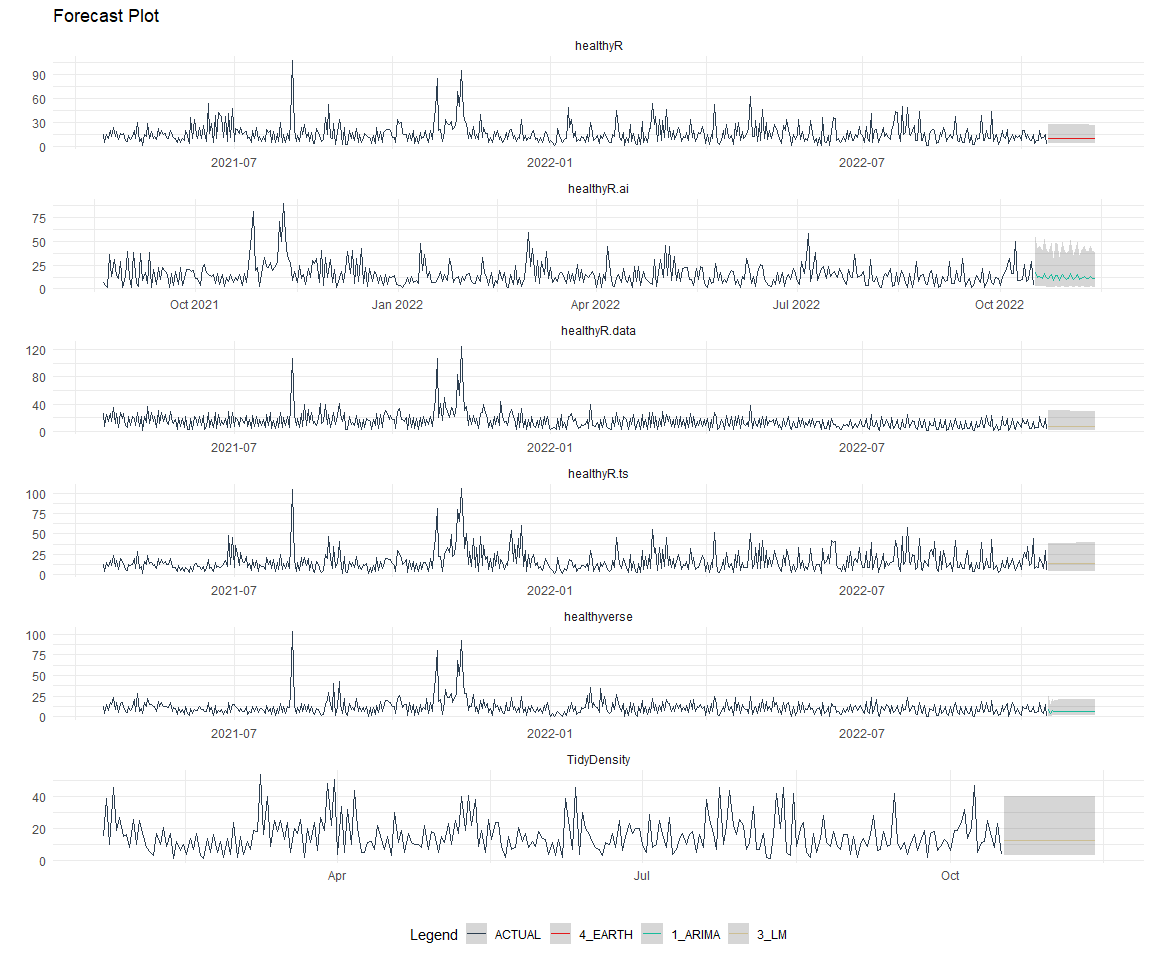 Forecast Plot
healthyR
90
60
30
0
2021-07 2022-01 2022-07
healthyR.ai
75
50
25
0
Oct 2021 Jan 2022 Apr 2022 Jul 2022 Oct 2022
healthyR.data
120
80
40
0
2021-07 2022-01 2022-07
healthyR.ts
100
75
50
25
0
2021-07 2022-01 2022-07
healthyverse
100
75
50
25
0
2021-07 2022-01 2022-07
TidyDensity
40
20
0
Apr Jul Oct
Legend ACTUAL 4_EARTH 1_ARIMA 3_LM